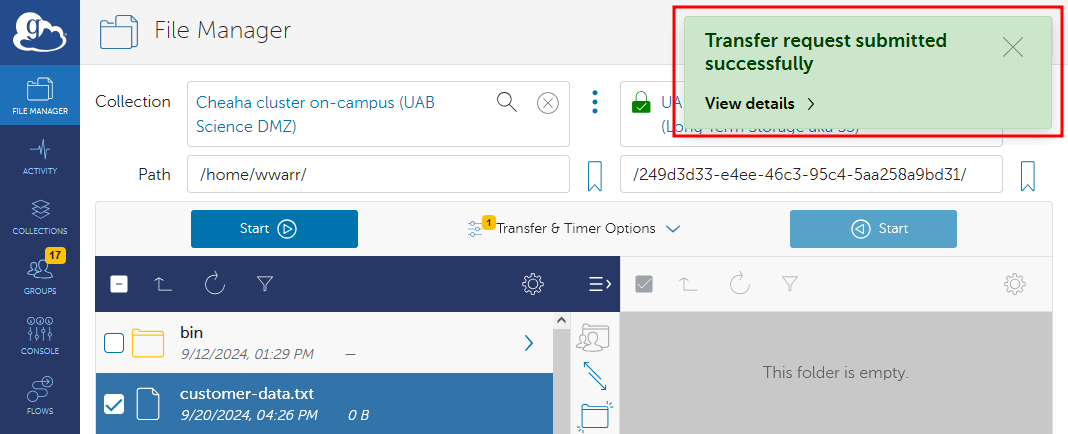 g
File Manager
Transfer request submitted
successfully
View details
FILE MANAGER
ACTIVITY
COLLECTIONS
17
GROUPS
CONSOLE
FLOWS
Collection
Cheaha cluster on-campus (UAB
Science DMZ)
UA
(Long Term Storage aka S3)
Path
/home/wwarr/
/249d3d33-e4ee-46c3-95c4-5aa258a9bd31/
Start
1
Transfer & Timer Options
Start
bin
9/12/2024, 01:29 PM —
customer-data.txt
9/20/2024, 04:26 PM 0 B
This folder is empty.